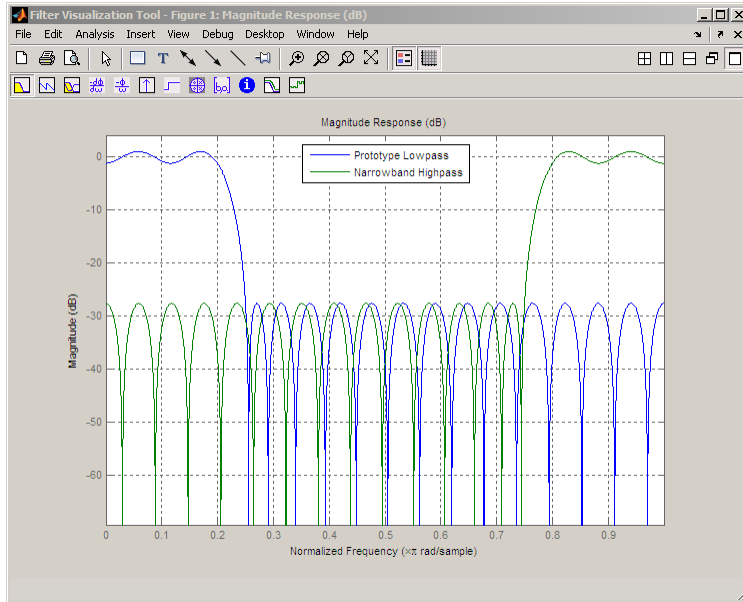 Filter Visualization Tool - Figure 1: Magnitude Response (dB)
File Edit Analysis Insert View Debug Desktop Window Help
T
[b,a]
i
Magnitude Response (dB)
Prototype Lowpass
Narrowband Highpass
0
-10
-20
-30
-40
-50
-60
Magnitude (dB)
0 0.1 0.2 0.3 0.4 0.5 0.6 0.7 0.8 0.9
Normalized Frequency (×π rad/sample)